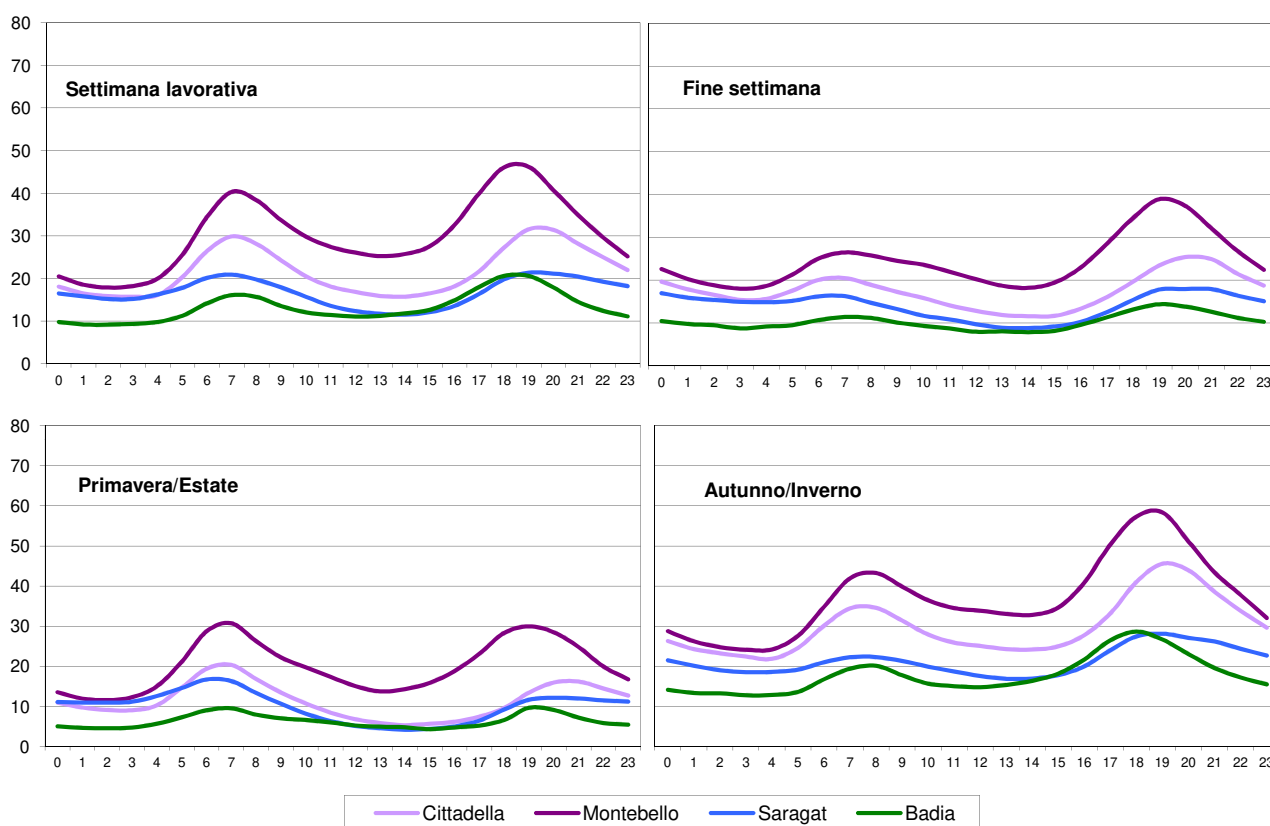 80
70
60
50
40
30
20
10
0
Settimana lavorativa
0 1 2 3 4 5 6 7 8 9 10 11 12 13 14 15 16 17 18 19 20 21 22 23
Fine settimana
0 1 2 3 4 5 6 7 8 9 10 11 12 13 14 15 16 17 18 19 20 21 22 23
80
70
60
50
40
30
20
10
0
Primavera/Estate
0 1 2 3 4 5 6 7 8 9 10 11 12 13 14 15 16 17 18 19 20 21 22 23
Autunno/Inverno
0 1 2 3 4 5 6 7 8 9 10 11 12 13 14 15 16 17 18 19 20 21 22 23
Cittadella Montebello Saragat Badia